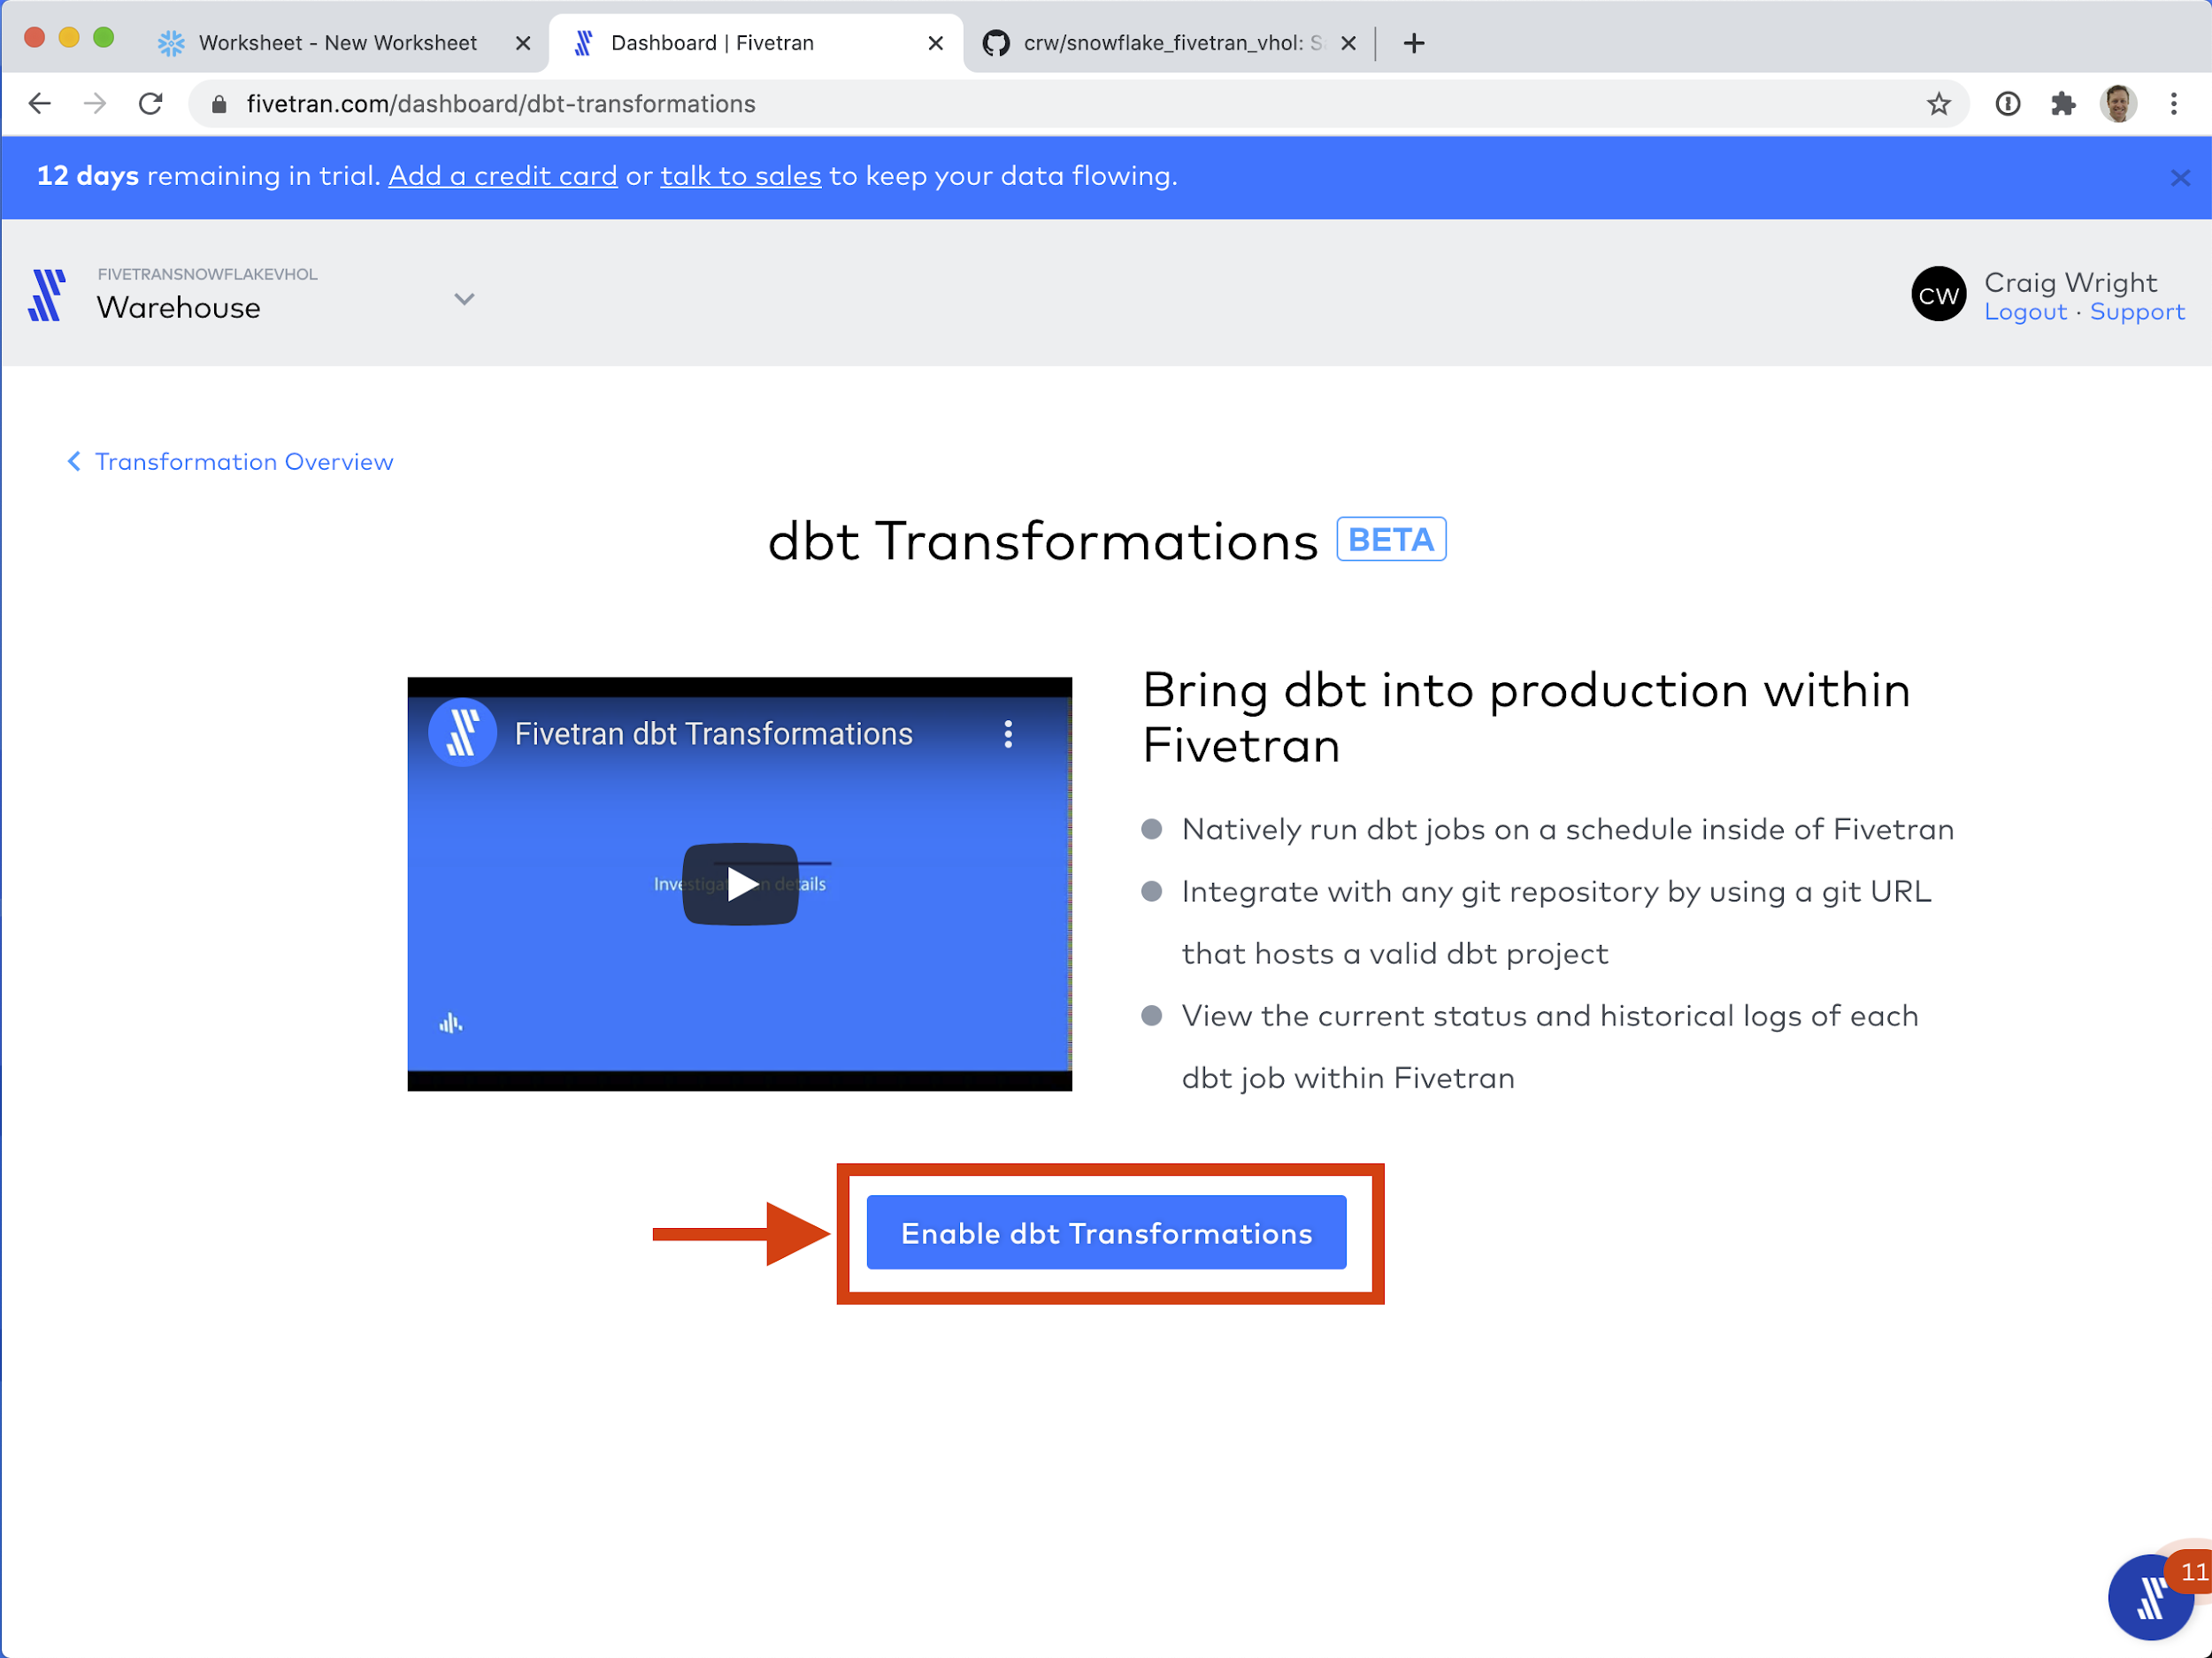 Worksheet - New Worksheet
Dashboard | Fivetran
crw/snowflake_fivetran_vhol: S
fivetran.com/dashboard/dbt-transformations
12 days remaining in trial. Add a credit card or talk to sales to keep your data flowing.
FIVETRANSNOWFLAKEVHOL
Warehouse
CW
Craig Wright
Logout · Support
Transformation Overview
dbt Transformations BETA
Fivetran dbt Transformations
Investigation details
Bring dbt into production within
Fivetran
Natively run dbt jobs on a schedule inside of Fivetran
Integrate with any git repository by using a git URL
that hosts a valid dbt project
View the current status and historical logs of each
dbt job within Fivetran
Enable dbt Transformations
11